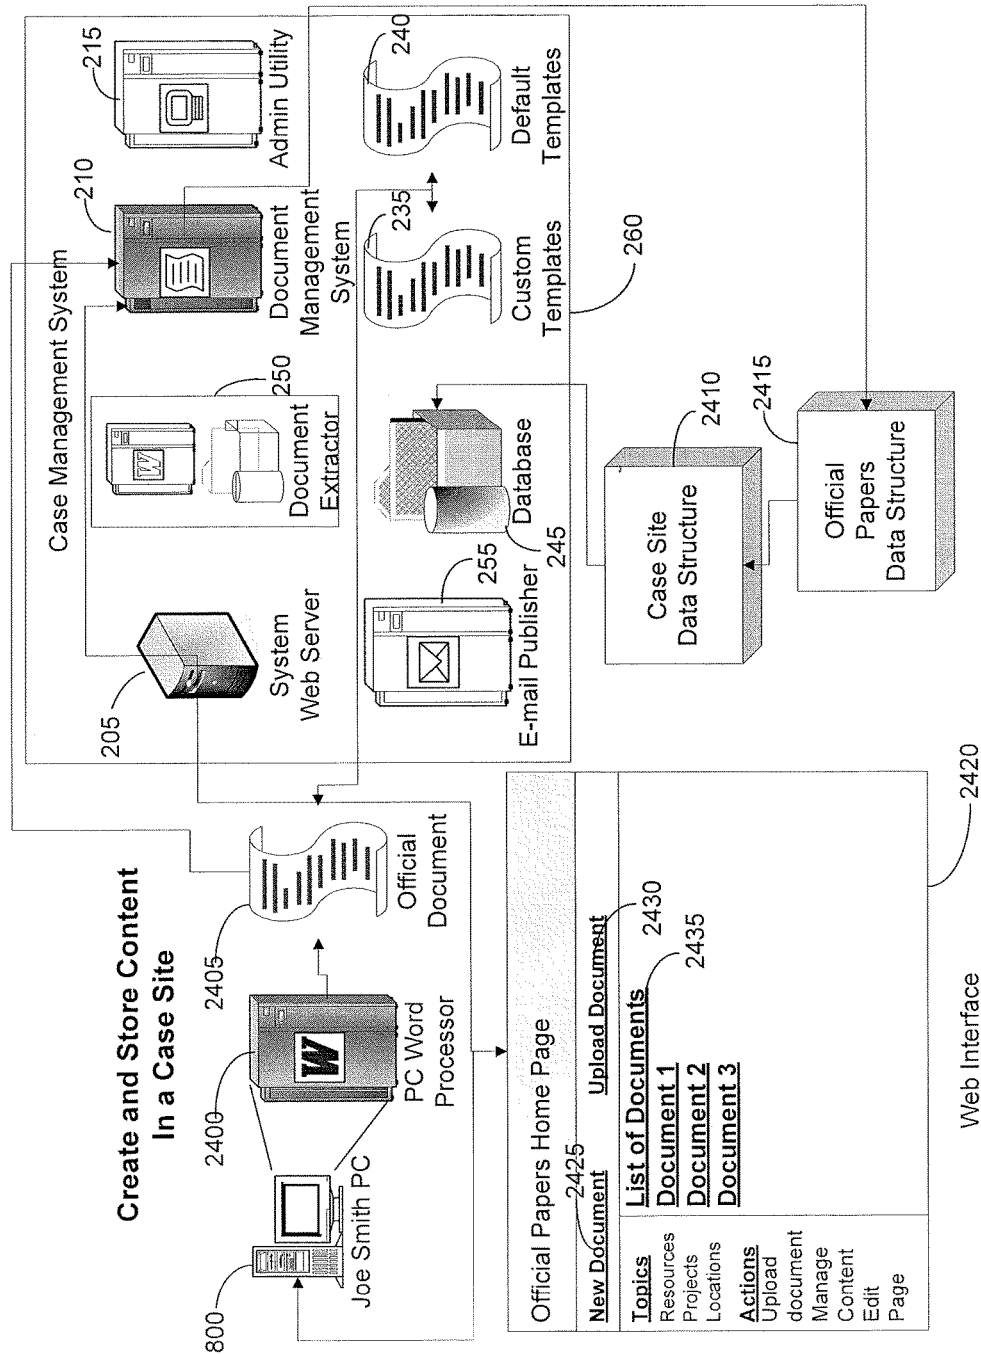 Create and Store Content
In a Case Site
800
Joe Smith PC
2400
W
PC Word
Processor
2405
Official
Document
Case Management System
205
System
Web Server
W
Document
Extractor
250
210
Document
Management
System
215
Admin Utility
255
E-mail Publisher
245
Database
235
Custom
Templates
240
Default
Templates
260
2410
Case Site
Data Structure
2415
Official
Papers
Data Structure
Official Papers Home Page
2425
New Document
Upload Document
2430
Topics
Resources
Projects
Locations
Actions
Upload
document
Manage
Content
Edit
Page
List of Documents
2435
Document 1
Document 2
Document 3
2420
Web Interface